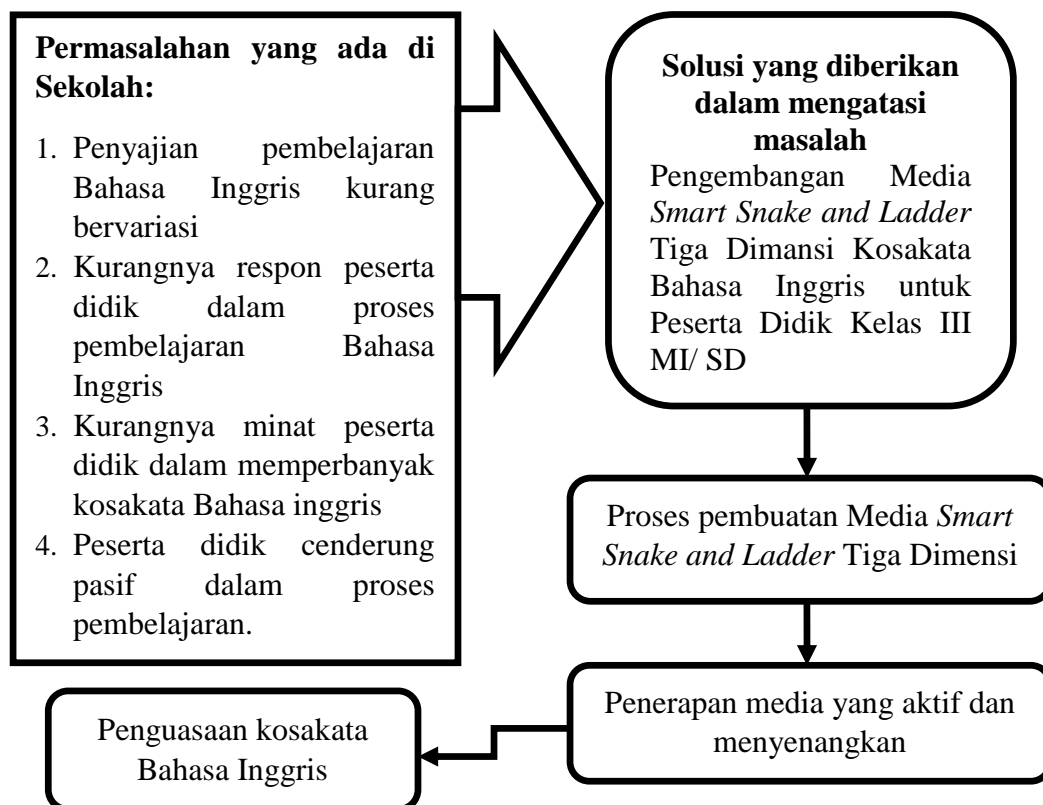 Permasalahan yang ada di
Sekolah:
1. Penyajian pembelajaran
Bahasa Inggris kurang
bervariasi
2. Kurangnya respon peserta
didik dalam proses
pembelajaran Bahasa
Inggris
3. Kurangnya minat peserta
didik dalam memperbanyak
kosakata Bahasa inggris
4. Peserta didik cenderung
pasif dalam proses
pembelajaran.
Solusi yang diberikan
dalam mengatasi
masalah
Pengembangan Media
Smart Snake and Ladder
Tiga Dimansi Kosakata
Bahasa Inggris untuk
Peserta Didik Kelas III
MI/ SD
Proses pembuatan Media Smart
Snake and Ladder Tiga Dimensi
Penerapan media yang aktif dan
menyenangkan
Penguasaan kosakata
Bahasa Inggris